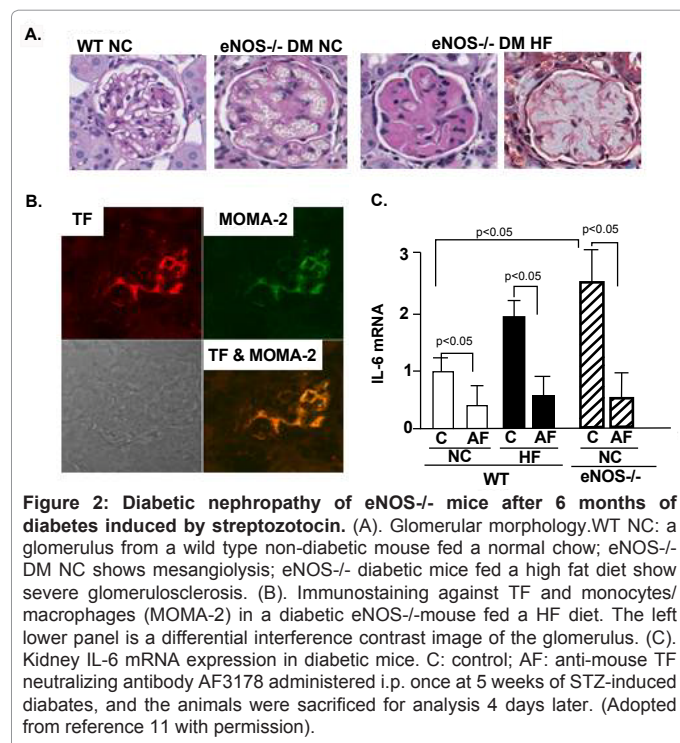 A.
WT NC
eNOS-/- DM NC
eNOS-/- DM HF
B.
TF
MOMA-2
TF & MOMA-2
C.
p<0.05
p<0.05
p<0.05
p<0.05
IL-6 mRNA
3
2
1
0
C AF C AF C AF
NC HF NC
WT eNOS-/-
Figure 2: Diabetic nephropathy of eNOS-/- mice after 6 months of
diabetes induced by streptozotocin. (A). Glomerular morphology.WT NC: a
glomerulus from a wild type non-diabetic mouse fed a normal chow; eNOS-/-
DM NC shows mesangiolysis; eNOS-/- diabetic mice fed a high fat diet show
severe glomerulosclerosis. (B). Immunostaining against TF and monocytes/
macrophages (MOMA-2) in a diabetic eNOS-/-mouse fed a HF diet. The left
lower panel is a differential interference contrast image of the glomerulus. (C).
Kidney IL-6 mRNA expression in diabetic mice. C: control; AF: anti-mouse TF
neutralizing antibody AF3178 administered i.p. once at 5 weeks of STZ-induced
diabates, and the animals were sacrificed for analysis 4 days later. (Adopted
from reference 11 with permission).